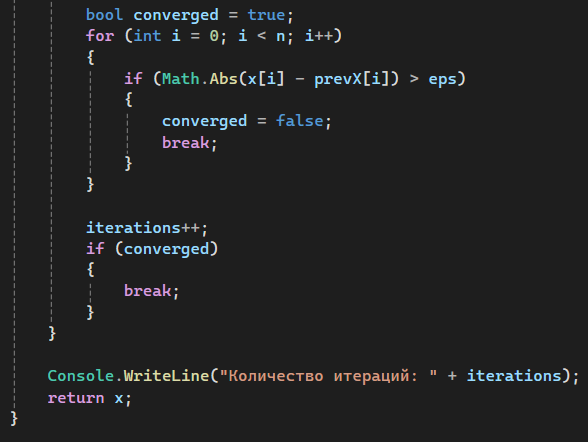 bool converged = true;
for (int i = 0; i < n; i++)
{
if (Math.Abs(x[i] - prevX[i]) > eps)
{
converged = false;
break;
}
}
iterations++;
if (converged)
{
break;
}
}
Console.WriteLine("Количество итераций: " + iterations);
return x;
}